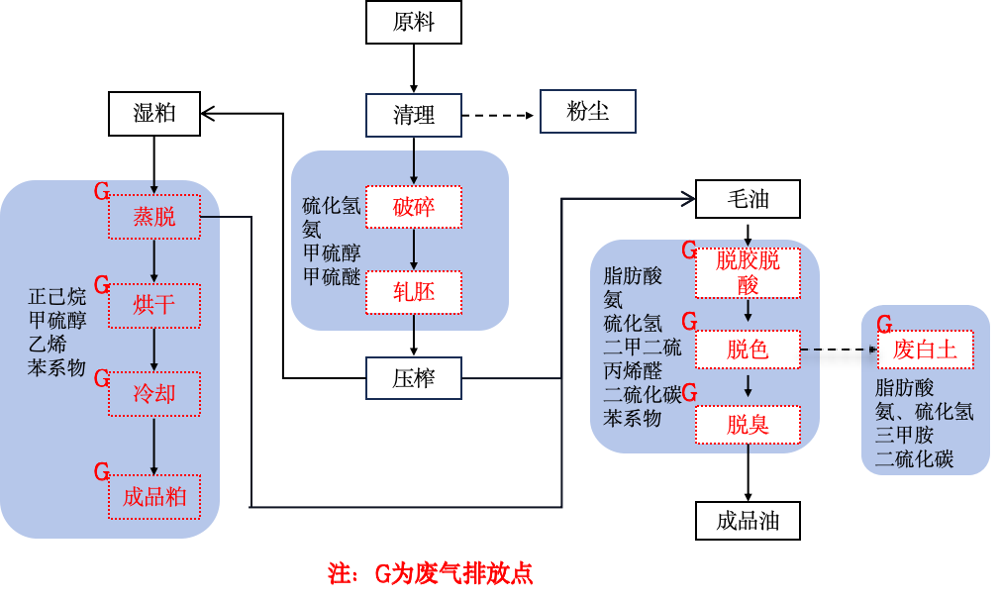 原料
清理
粉尘
湿粕
硫化氢
氨
甲硫醇
甲硫醚
破碎
轧胚
压榨
G
蒸脱
G
烘干
G
冷却
G
成品粕
正己烷
甲硫醇
乙烯
苯系物
毛油
脂肪酸
氨
硫化氢
二甲二硫
丙烯醛
二硫化碳
苯系物
G
脱胶脱
酸
G
脱色
G
脱臭
成品油
G
废白土
脂肪酸
氨、硫化氢
三甲胺
二硫化碳
注：G为废气排放点